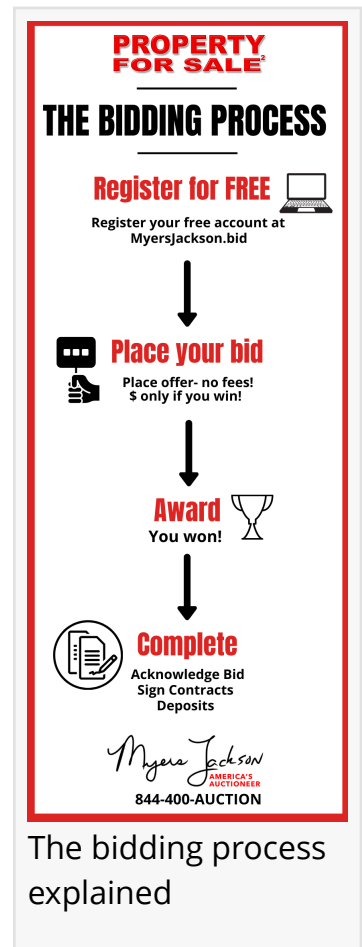 PROPERTY
FOR SALE²
THE BIDDING PROCESS
Register for FREE
Register your free account at
MyersJackson.bid
Place your bid
Place offer- no fees!
$ only if you win!
Award
You won!
Complete
Acknowledge Bid
Sign Contracts
Deposits
Myers Jackson
AMERICA'S
AUCTIONEER
844-400-AUCTION
The bidding process
explained